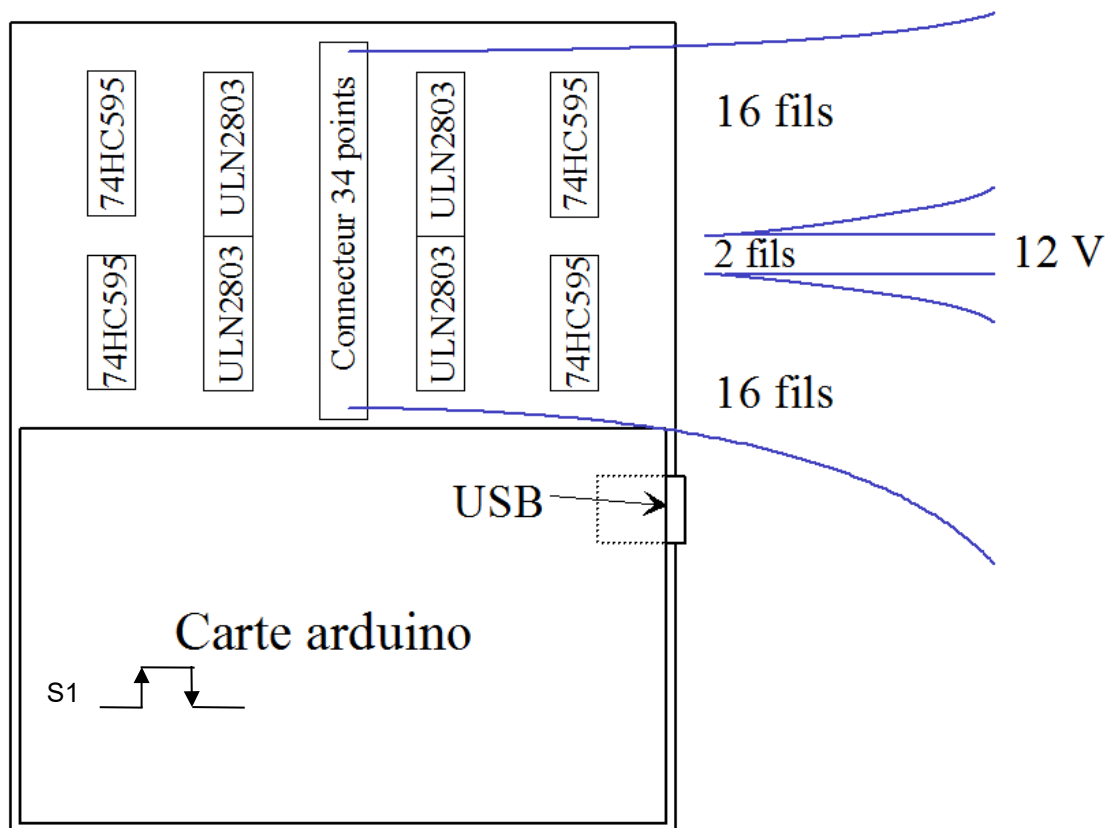 74HC595
ULN2803
Connecteur 34 points
ULN2803
74HC595
16 fils
74HC595
ULN2803
ULN2803
74HC595
2 fils
12 V
16 fils
USB
Carte arduino
S1